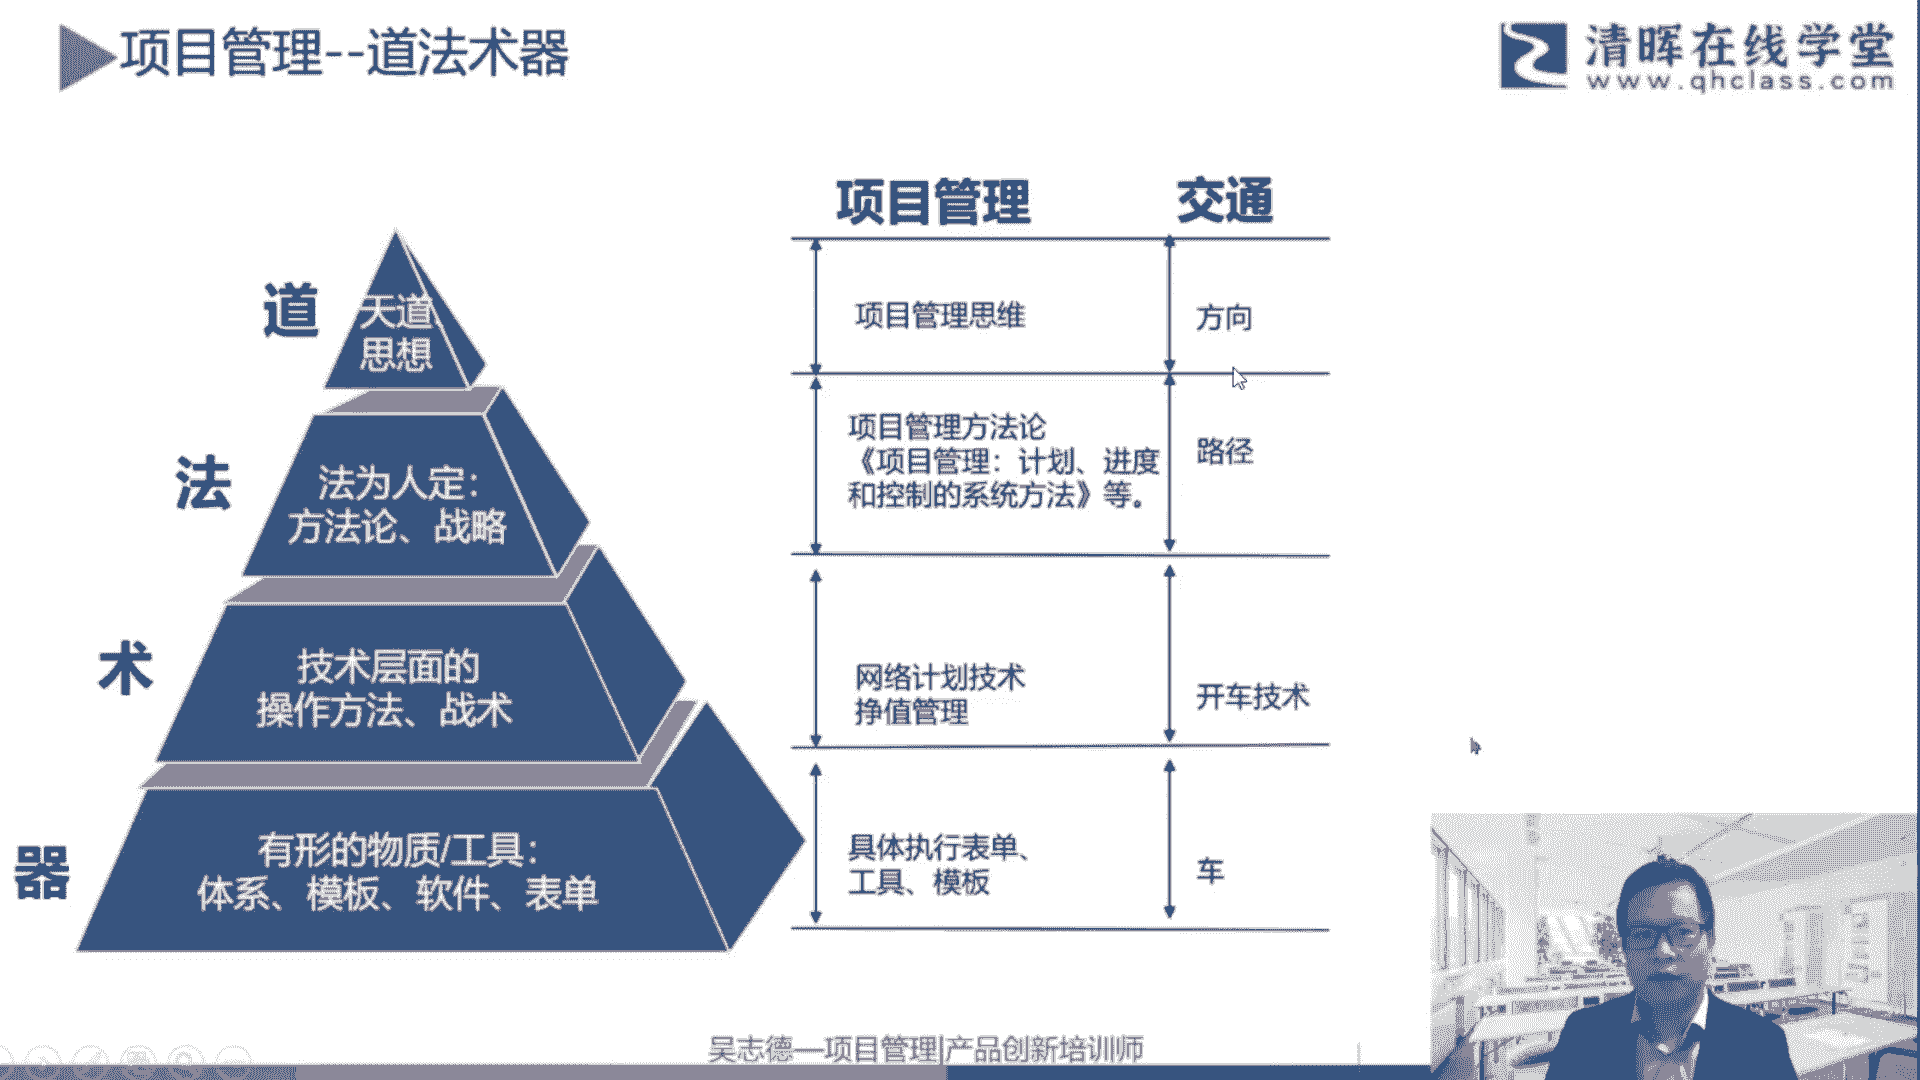 项目管理--道法术器
清晖在线学堂
www.qhclass.com
项目管理 交通
道
天道、
思想
项目管理思维
方向
法
法为人定：
方法论、战略
项目管理方法论
《项目管理：计划、进度
和控制的系统方法》等。
路径
术
技术层面的
操作方法、战术
网络计划技术
挣值管理
开车技术
器
有形的物质/工具：
体系、模板、软件、表单
具体执行表单、
工具、模板
车
吴志德—项目管理|产品创新培训师